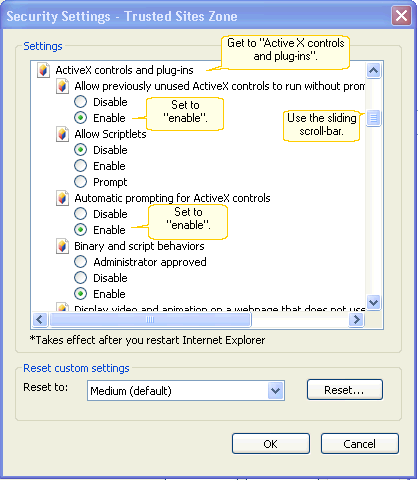 Security Settings - Trusted Sites Zone
Settings
Get to "Active X controls
and plug-ins".
ActiveX controls and plug-ins
Allow previously unused ActiveX controls to run without prom
Disable
Enable
Set to
"enable".
Use the sliding
scroll-bar.
Allow Scriptlets
Disable
Enable
Prompt
Automatic prompting for ActiveX controls
Disable
Enable
Set to
"enable".
Binary and script behaviors
Administrator approved
Disable
Enable
Display video and animation on a webpage that does not use
*Takes effect after you restart Internet Explorer
Reset custom settings
Reset to:
Medium (default)
Reset...
OK
Cancel